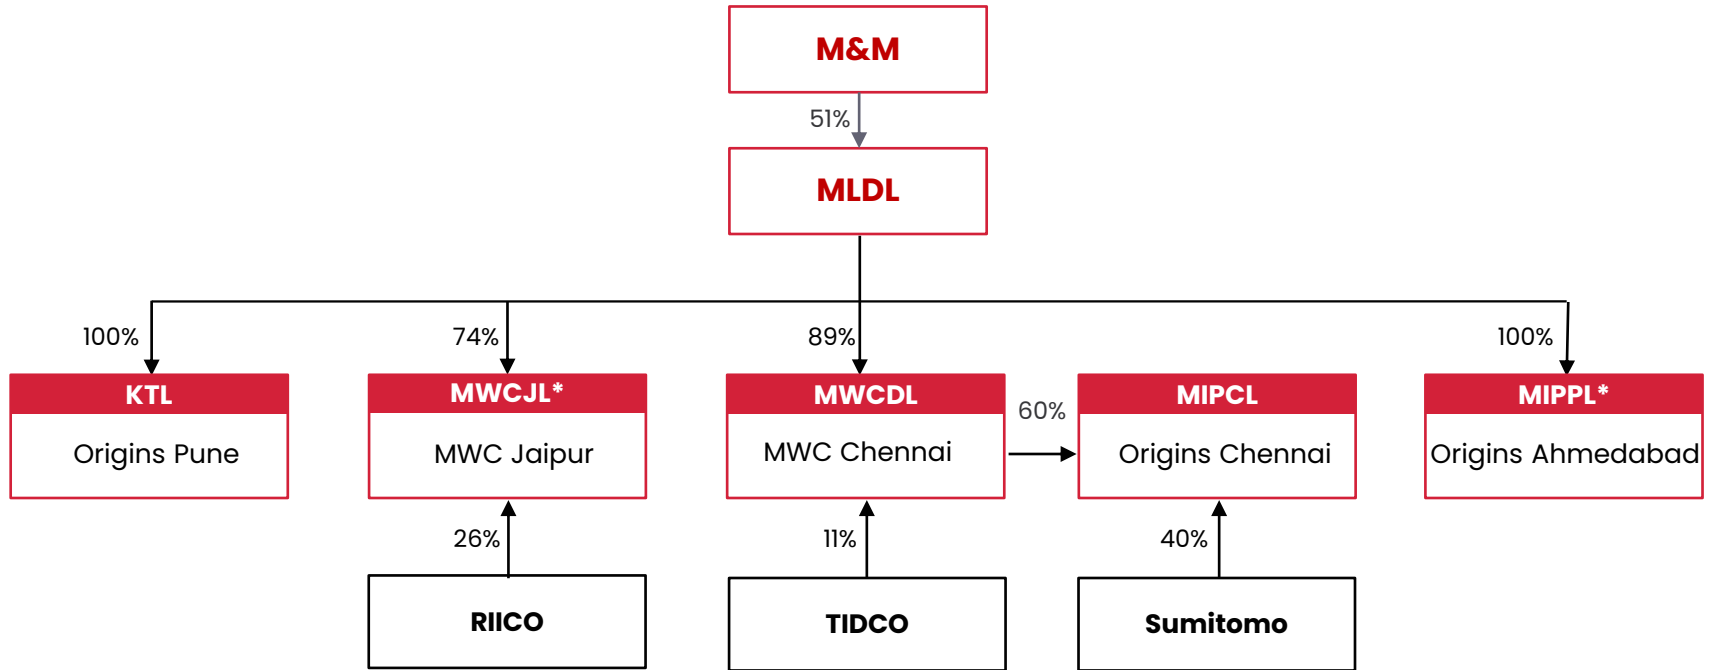 M&M
51%
MLDL
100%
74%
89%
100%
KTL
Origins Pune
MWCJL*
MWC Jaipur
MWCDL
MWC Chennai
60%
MIPCL
Origins Chennai
MIPPL*
Origins Ahmedabad
26%
11%
40%
RIICO
TIDCO
Sumitomo